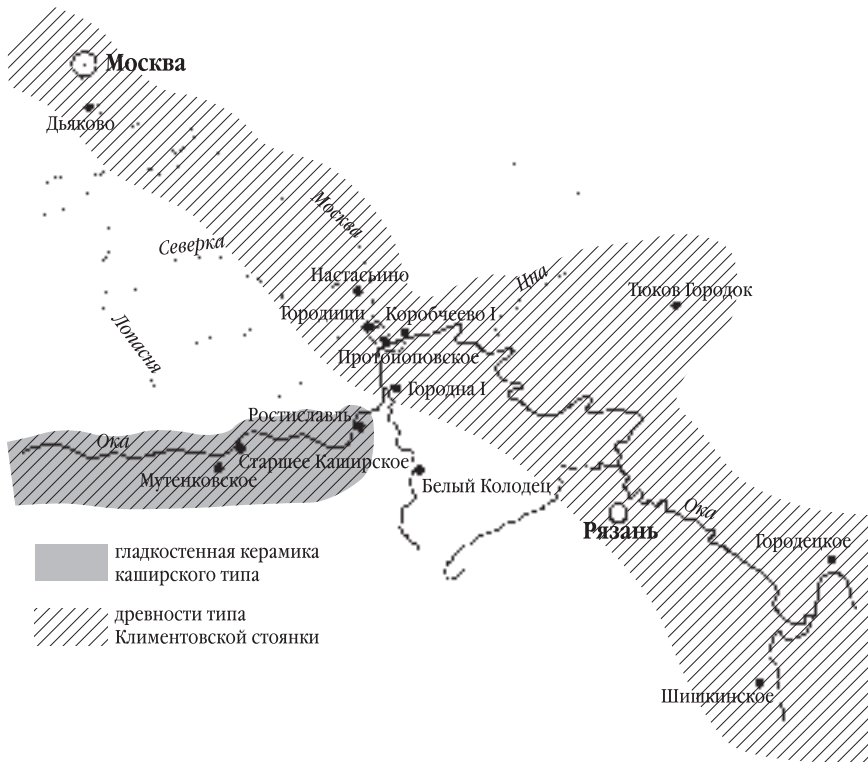 Москва
Дьяково
Москва
Северка
Цна
Настасьино
Тюков Городок
Городищи
Коробчеево I
Лопасня
Протопоповское
Городна I
Ростиславль
Ока
Старшее Каширское
Мутенковское
Белый Колодец
Ока
Рязань
Городецкое
гладкостенная керамика
каширского типа
древности типа
Климентовской стоянки
Шишкинское